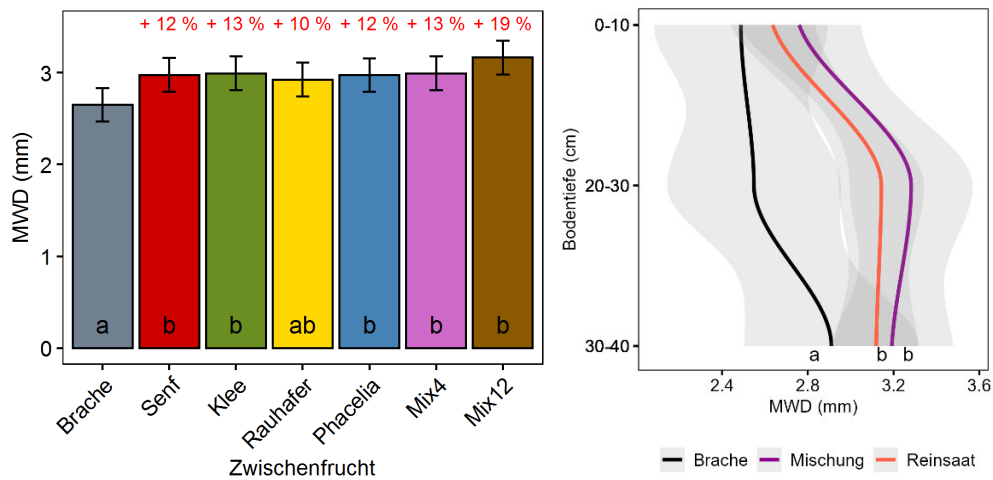 + 12 % + 13 % + 10 % + 12 % + 13 % + 19 %
MWD (mm)
3
2
1
0
a b b ab b b b
Brache Senf Klee Rauhafer Phacelia Mix4 Mix12
Zwischenfrucht
Bodentiefe (cm)
0-10
20-30
30-40
a b b
2.4 2.8 3.2 3.6
MWD (mm)
Brache Mischung Reinsaat